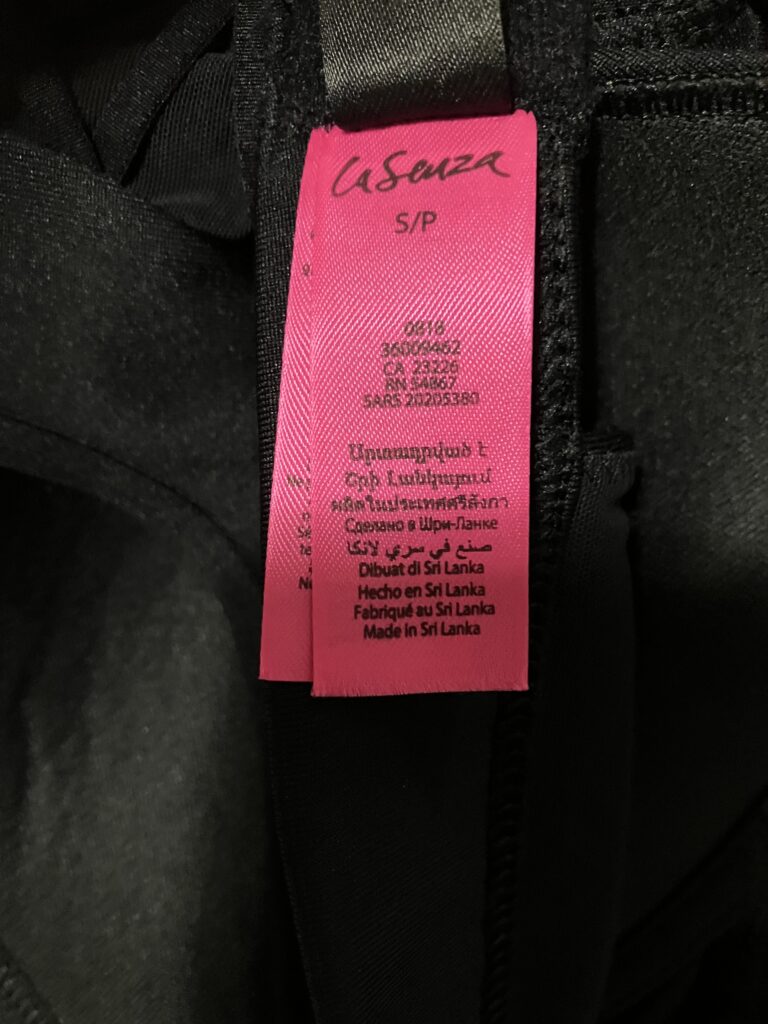 La Senza
S/P
0818
36009462
CA 23226
RN 54867
SARS 20205380
Արտադրված է
Շրի Լանկայում
ผลิตในประเทศศรีลังกา
Сделано в Шри-Ланке
صنع في سري لانكا
Dibuat di Sri Lanka
Hecho en Sri Lanka
Fabriqué au Sri Lanka
Made in Sri Lanka